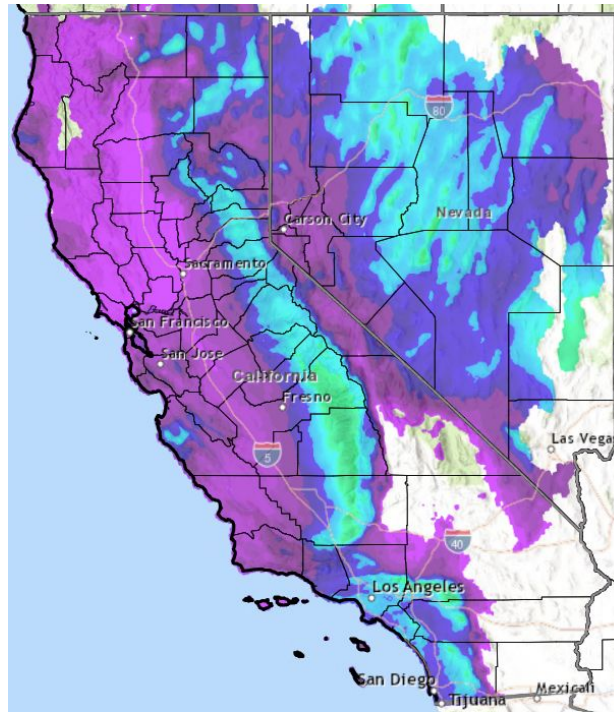 80
Carson City
Nevada
Sacramento
San Francisco
San Jose
California
Fresno
5
Las Vegas
40
Los Angeles
San Diego
Tijuana
Mexicali